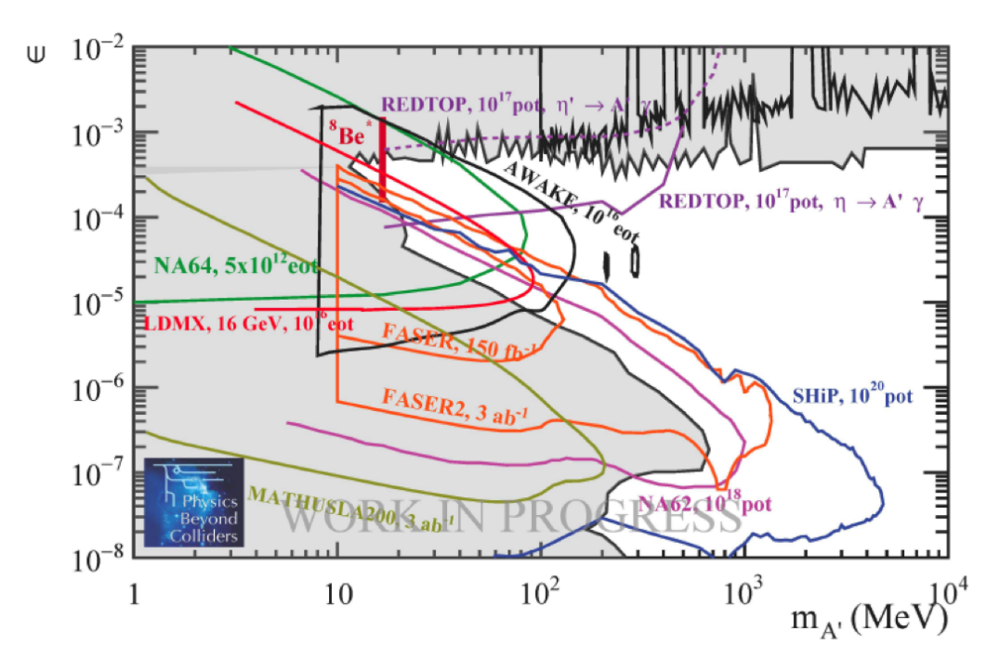 ϵ
10⁻²
10⁻³
10⁻⁴
10⁻⁵
10⁻⁶
10⁻⁷
10⁻⁸
REDTOP, 10¹⁷pot, η' → A' γ
⁸Be*
AWAKE, 10¹⁶eot
REDTOP, 10¹⁷pot, η → A' γ
NA64, 5x10¹²eot
LDMX, 16 GeV, 10¹⁶eot
FASER, 150 fb⁻¹
FASER2, 3 ab⁻¹
SHiP, 10²⁰pot
MATHUSLA200, 3 ab⁻¹
NA62, 10¹⁸pot
WORK IN PROGRESS
Physics
Beyond
Colliders
1 10 10² 10³ 10⁴
m_A' (MeV)